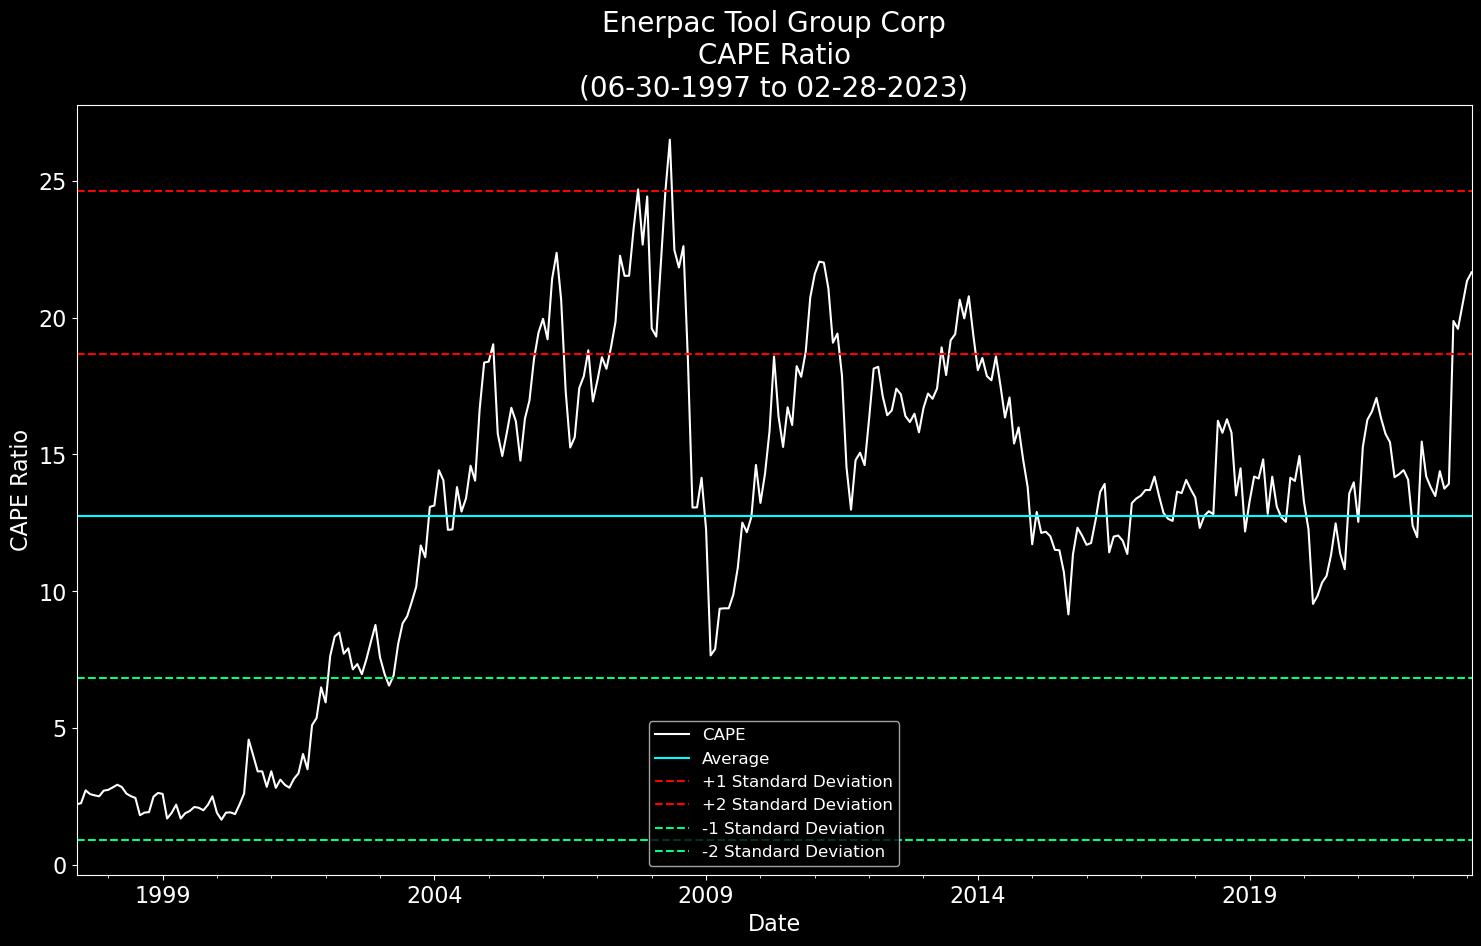 Enerpac Tool Group Corp
CAPE Ratio
(06-30-1997 to 02-28-2023)
CAPE Ratio
25
20
15
10
5
0
CAPE
Average
+1 Standard Deviation
+2 Standard Deviation
-1 Standard Deviation
-2 Standard Deviation
1999 2004 2009 2014 2019
Date